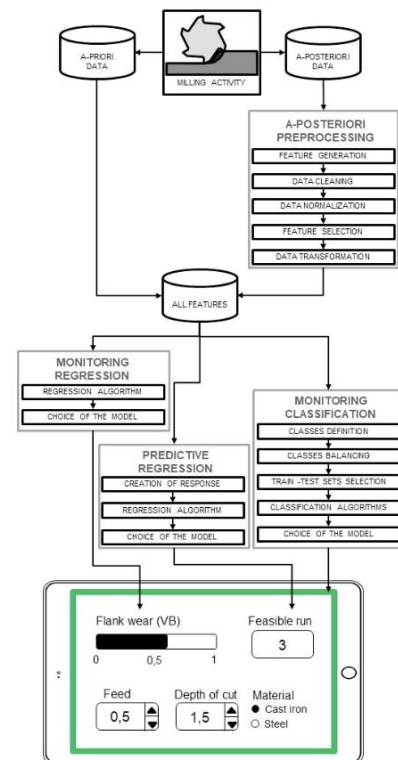 A-PRIORI
DATA
MILLING ACTIVITY
A-POSTERIORI
DATA
A-POSTERIORI
PREPROCESSING
FEATURE GENERATION
DATA CLEANING
DATA NORMALIZATION
FEATURE SELECTION
DATA TRANSFORMATION
ALL FEATURES
MONITORING
REGRESSION
REGRESSION ALGORITHM
CHOICE OF THE MODEL
PREDICTIVE
REGRESSION
CREATION OF RESPONSE
REGRESSION ALGORITHM
CHOICE OF THE MODEL
MONITORING
CLASSIFICATION
CLASSES DEFINITION
CLASSES BALANCING
TRAIN -TEST SETS SELECTION
CLASSIFICATION ALGORITHMS
CHOICE OF THE MODEL
Flank wear (VB)
0 0,5 1
Feasible run
3
Feed
0,5
Depth of cut
1,5
Material
Cast iron
Steel